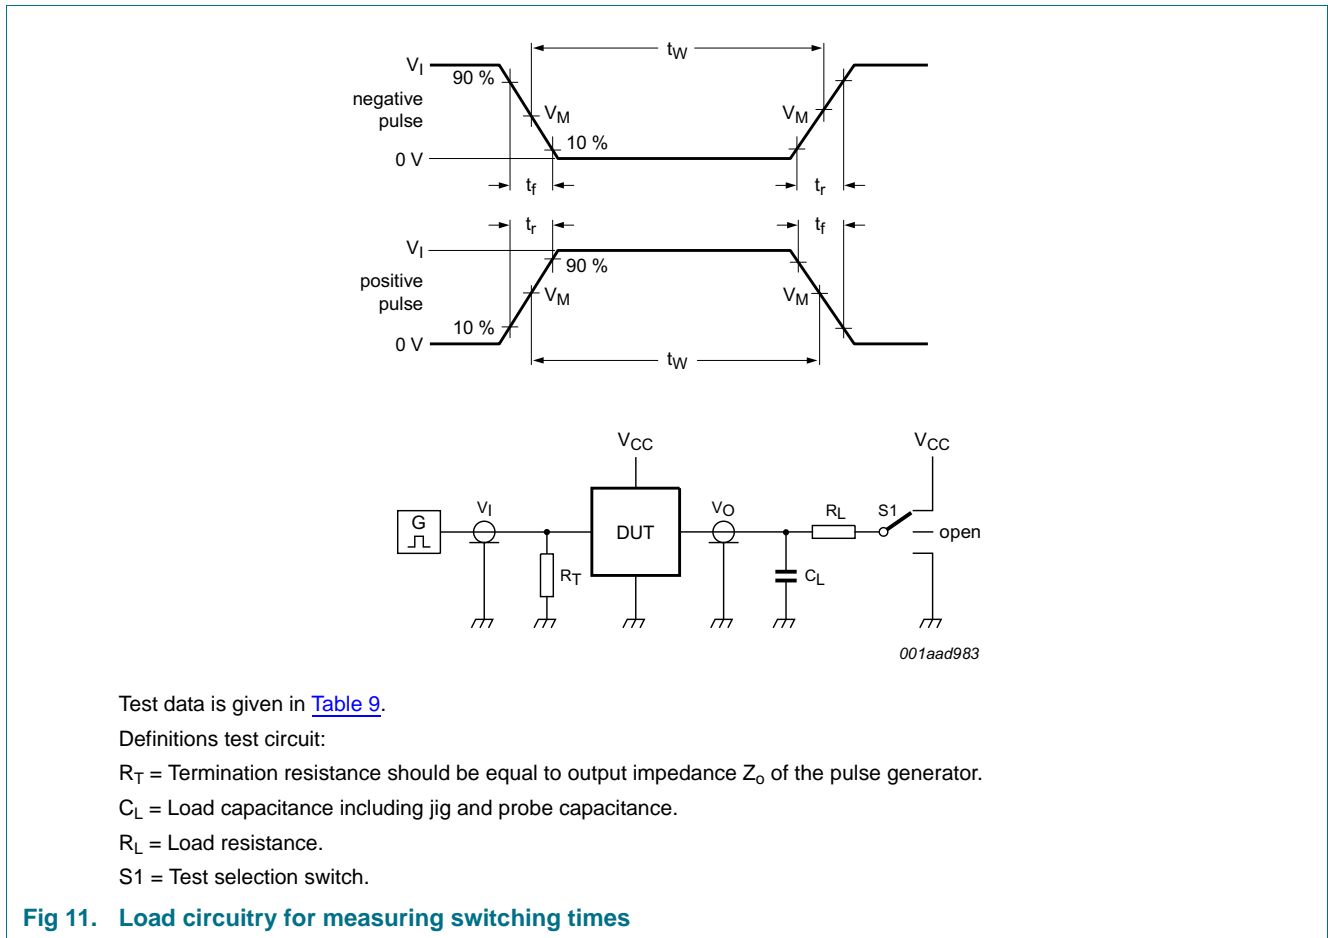 tW
VI
90 %
negative
pulse
VM
VM
10 %
0 V
tf
tr
tr
tf
VI
90 %
positive
pulse
VM
VM
10 %
0 V
tW
VCC
VCC
G
VI
DUT
VO
RL
S1
open
RT
CL
001aad983
Test data is given in Table 9.
Definitions test circuit:
RT = Termination resistance should be equal to output impedance Zo of the pulse generator.
CL = Load capacitance including jig and probe capacitance.
RL = Load resistance.
S1 = Test selection switch.
Fig 11. Load circuitry for measuring switching times